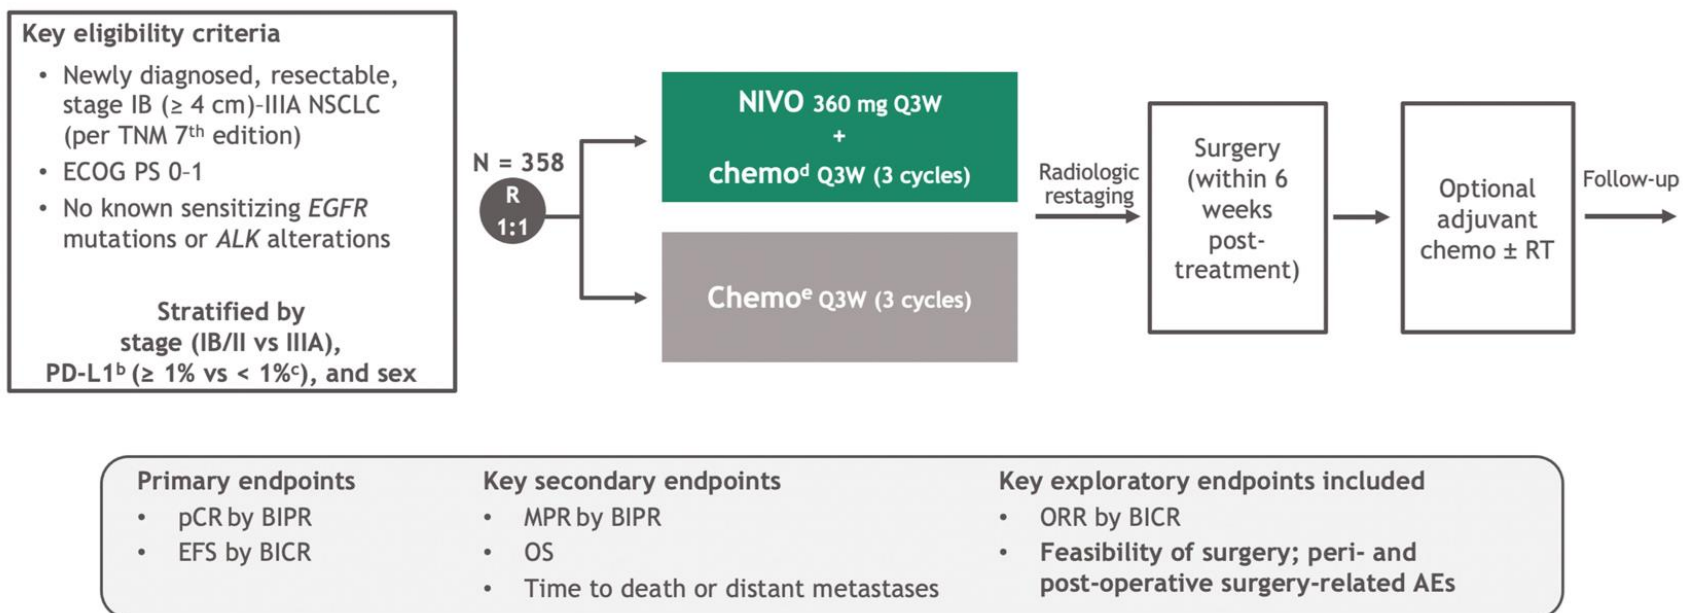 Key eligibility criteria
• Newly diagnosed, resectable,
stage IB (≥ 4 cm)-IIIA NSCLC
(per TNM 7th edition)
• ECOG PS 0-1
• No known sensitizing EGFR
mutations or ALK alterations
Stratified by
stage (IB/II vs IIIA),
PD-L1b (≥ 1% vs < 1%c), and sex
N = 358
R
1:1
NIVO 360 mg Q3W
+
chemod Q3W (3 cycles)
Chemoe Q3W (3 cycles)
Radiologic
restaging
Surgery
(within 6
weeks
post-
treatment)
Optional
adjuvant
chemo ± RT
Follow-up
Primary endpoints
• pCR by BIPR
• EFS by BICR
Key secondary endpoints
• MPR by BIPR
• OS
• Time to death or distant metastases
Key exploratory endpoints included
• ORR by BICR
• Feasibility of surgery; peri- and
post-operative surgery-related AEs